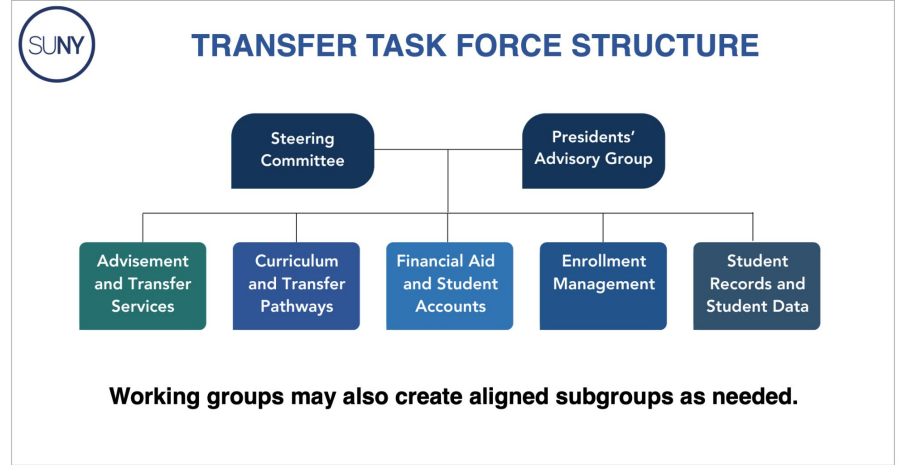 SUNY
TRANSFER TASK FORCE STRUCTURE
Steering
Committee
Presidents’
Advisory Group
Advisement
and Transfer
Services
Curriculum
and Transfer
Pathways
Financial Aid
and Student
Accounts
Enrollment
Management
Student
Records and
Student Data
Working groups may also create aligned subgroups as needed.